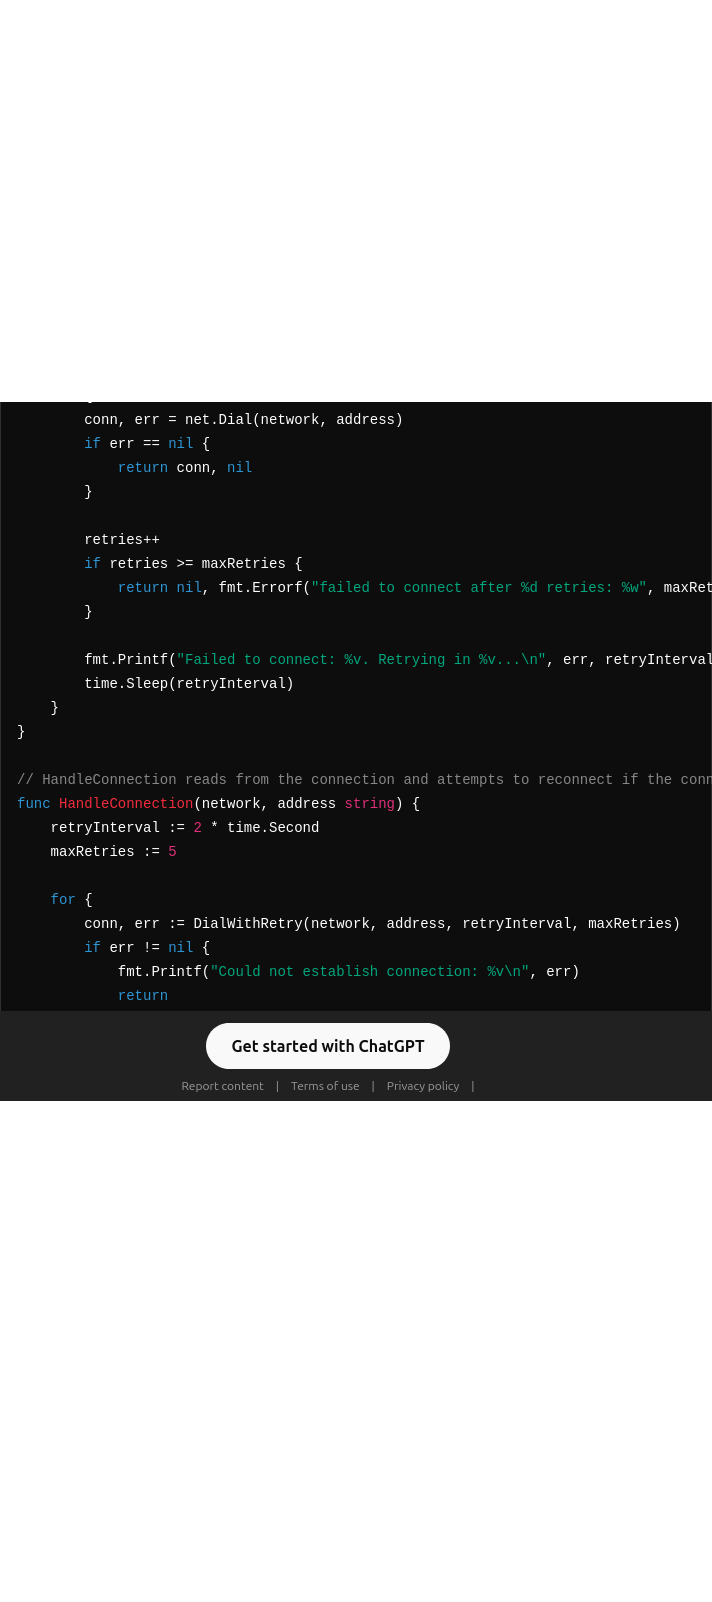 conn, err = net.Dial(network, address)
        if err == nil {
            return conn, nil
        }

        retries++
        if retries >= maxRetries {
            return nil, fmt.Errorf("failed to connect after %d retries: %w", maxRet
        }

        fmt.Printf("Failed to connect: %v. Retrying in %v...\n", err, retryInterval
        time.Sleep(retryInterval)
    }
}

// HandleConnection reads from the connection and attempts to reconnect if the conn
func HandleConnection(network, address string) {
    retryInterval := 2 * time.Second
    maxRetries := 5

    for {
        conn, err := DialWithRetry(network, address, retryInterval, maxRetries)
        if err != nil {
            fmt.Printf("Could not establish connection: %v\n", err)
            return
Get started with ChatGPT
Report content | Terms of use | Privacy policy |